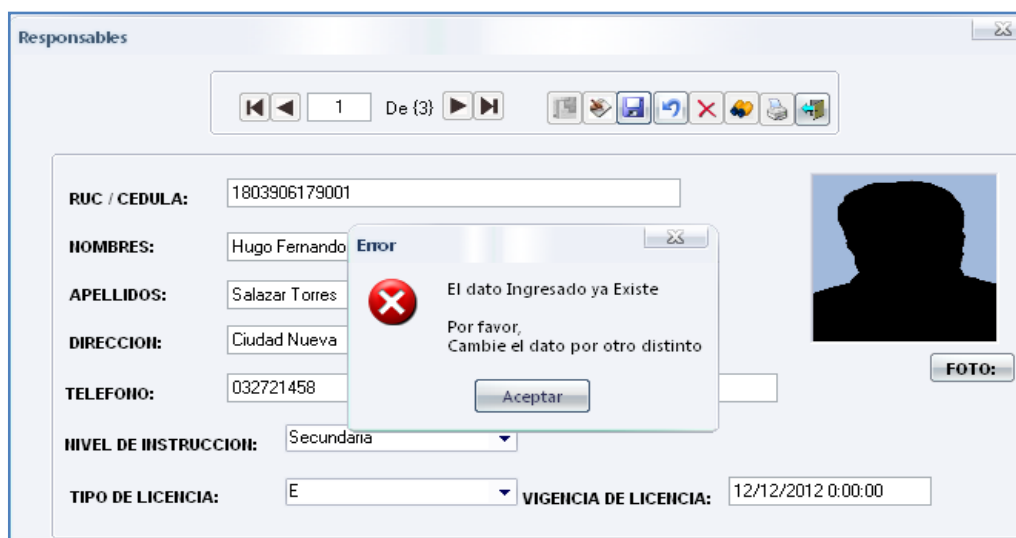 Responsables
1 De {3}
RUC / CEDULA: 1803906179001
NOMBRES: Hugo Fernando
APELLIDOS: Salazar Torres
DIRECCION: Ciudad Nueva
TELEFONO: 032721458
NIVEL DE INSTRUCCION: Secundaria
TIPO DE LICENCIA: E VIGENCIA DE LICENCIA: 12/12/2012 0:00:00
FOTO:
Error
El dato Ingresado ya Existe
Por favor,
Cambie el dato por otro distinto
Aceptar